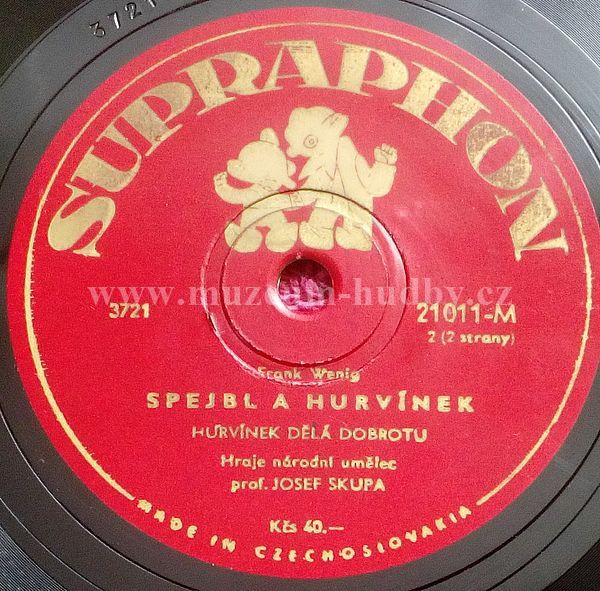 3721
SUPRAPHON
www.muzeum-hudby.cz
3721
21011-M
2 (2 strany)
Frank Wenig
SPEJBL A HURVÍNEK
HURVÍNEK DĚLÁ DOBROTU
Hraje národní umělec
prof. JOSEF SKUPA
Kčs 40.—
MADE IN CZECHOSLOVAKIA